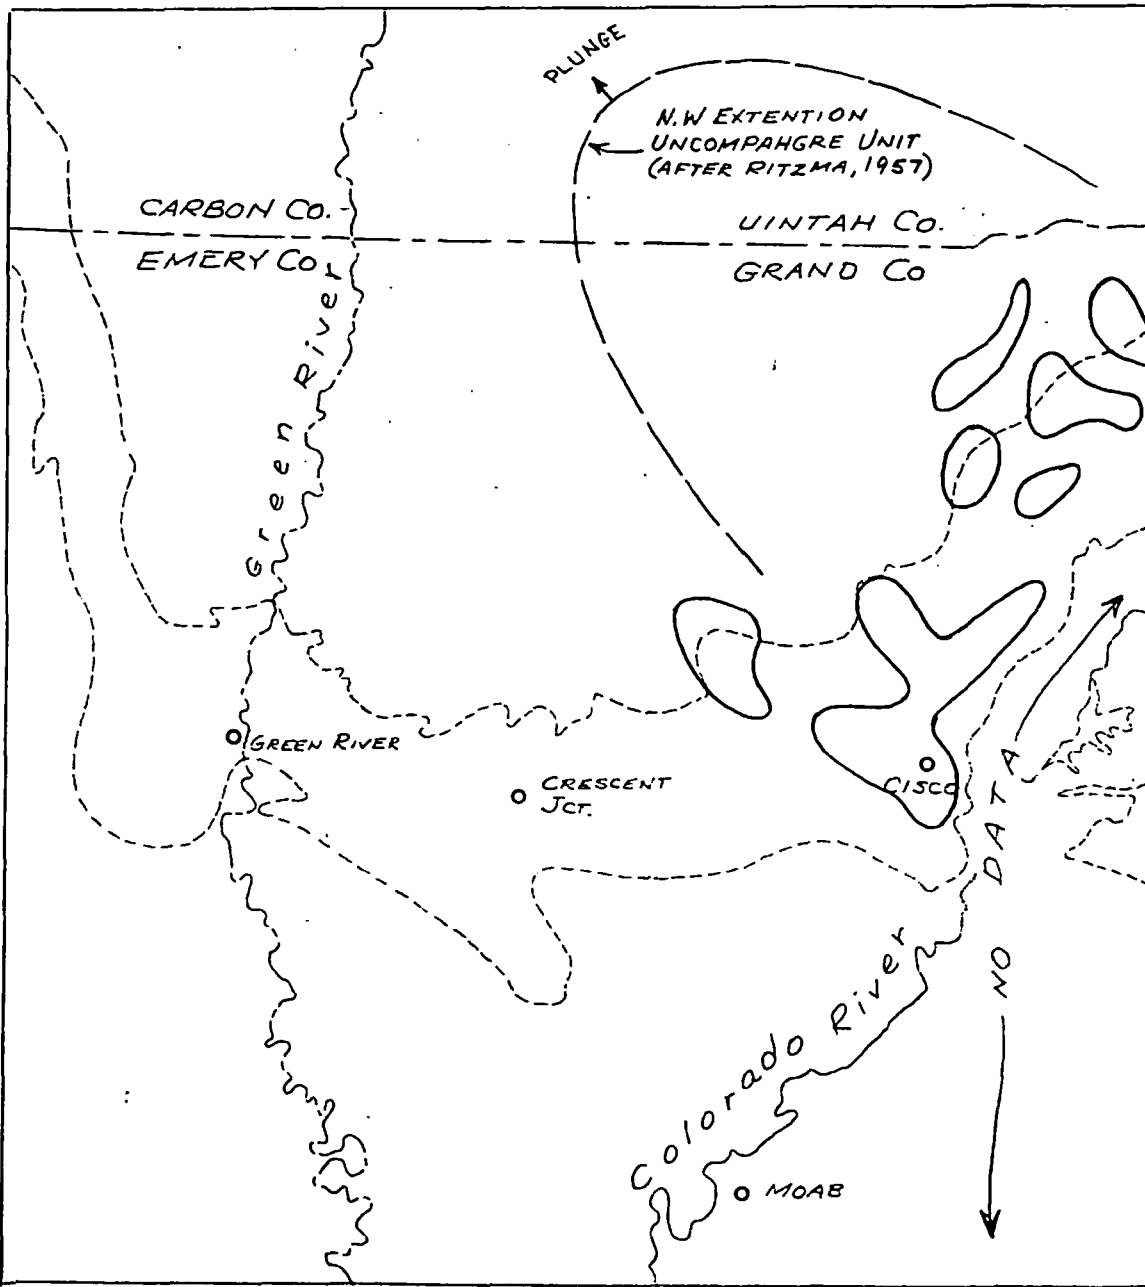 PLUNGE
N.W EXTENTION
UNCOMPAHGRE UNIT
(AFTER RITZMA, 1957)
CARBON CO.
UINTAH CO.
EMERY CO
GRAND CO
Green River
GREEN RIVER
CRESCENT
JCT.
CISCO
NO DATA
Colorado River
MOAB